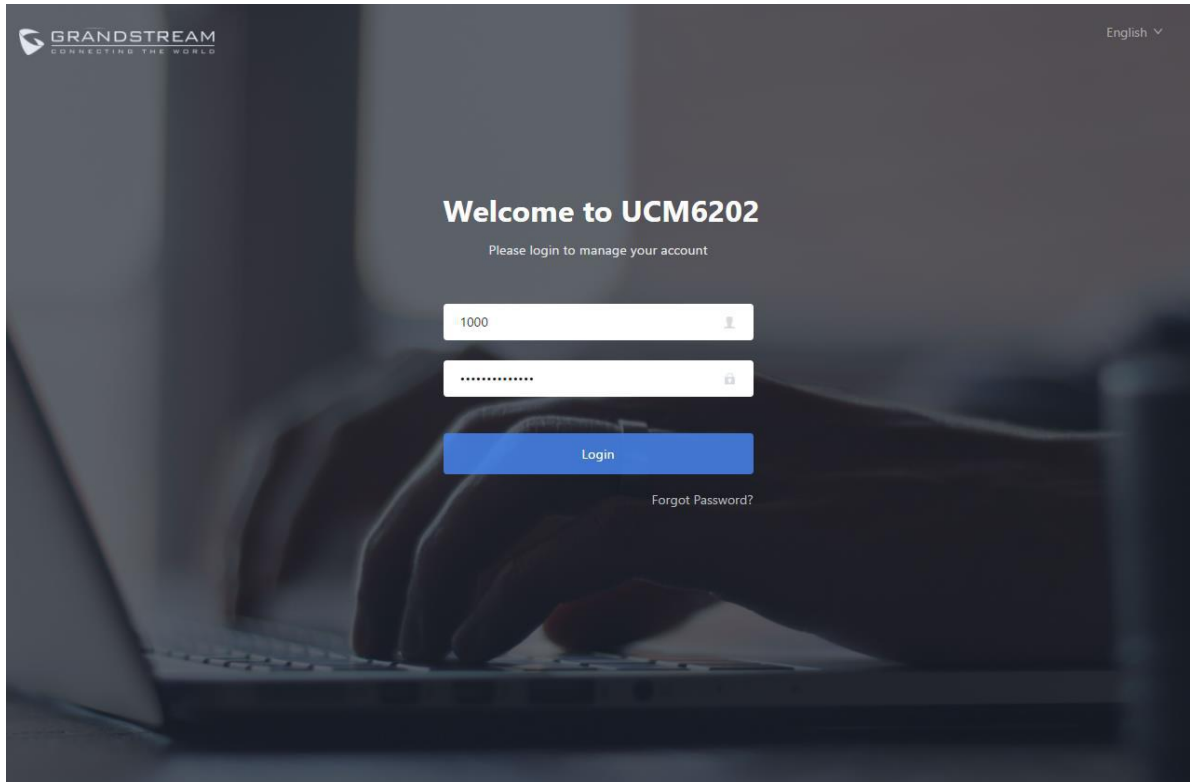 GRANDSTREAM
CONNECTING THE WORLD
English
Welcome to UCM6202
Please login to manage your account
1000
••••••••••••••
Login
Forgot Password?